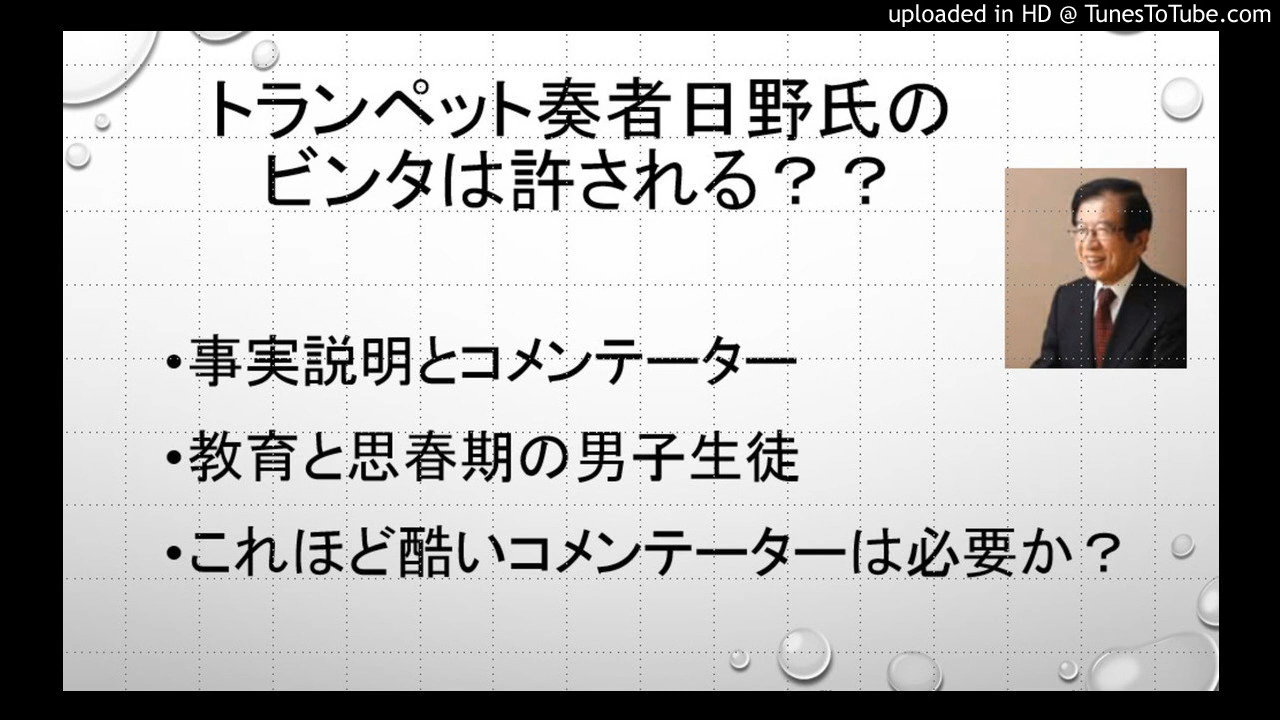 uploaded in HD @ TunesToTube.com
トランペット奏者日野氏の
ビンタは許される？？
•事実説明とコメンテーター
•教育と思春期の男子生徒
•これほど酷いコメンテーターは必要か？